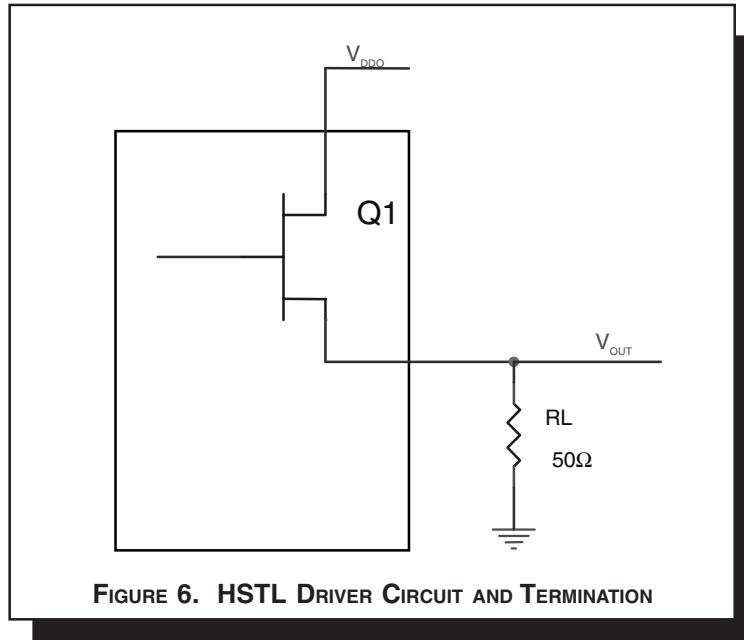 V_DDO
Q1
V_OUT
RL
50Ω
FIGURE 6. HSTL DRIVER CIRCUIT AND TERMINATION